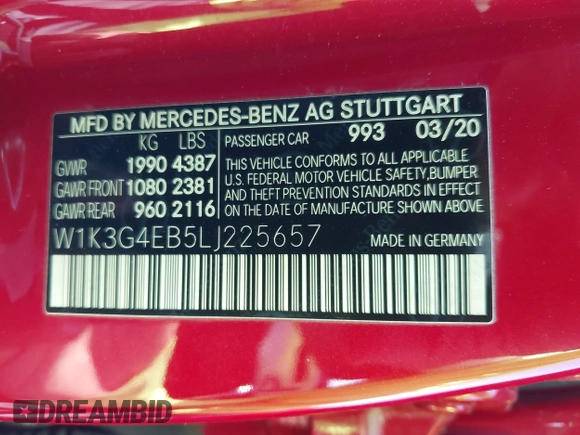 MFD BY MERCEDES-BENZ AG STUTTGART
KG LBS PASSENGER CAR 993 03/20
GVWR 1990 4387 THIS VEHICLE CONFORMS TO ALL APPLICABLE
GAWR FRONT 1080 2381 U.S. FEDERAL MOTOR VEHICLE SAFETY, BUMPER
GAWR REAR 960 2116 AND THEFT PREVENTION STANDARDS IN EFFECT
ON THE DATE OF MANUFACTURE SHOWN ABOVE.
W1K3G4EB5LJ225657 MADE IN GERMANY
DREAMBID